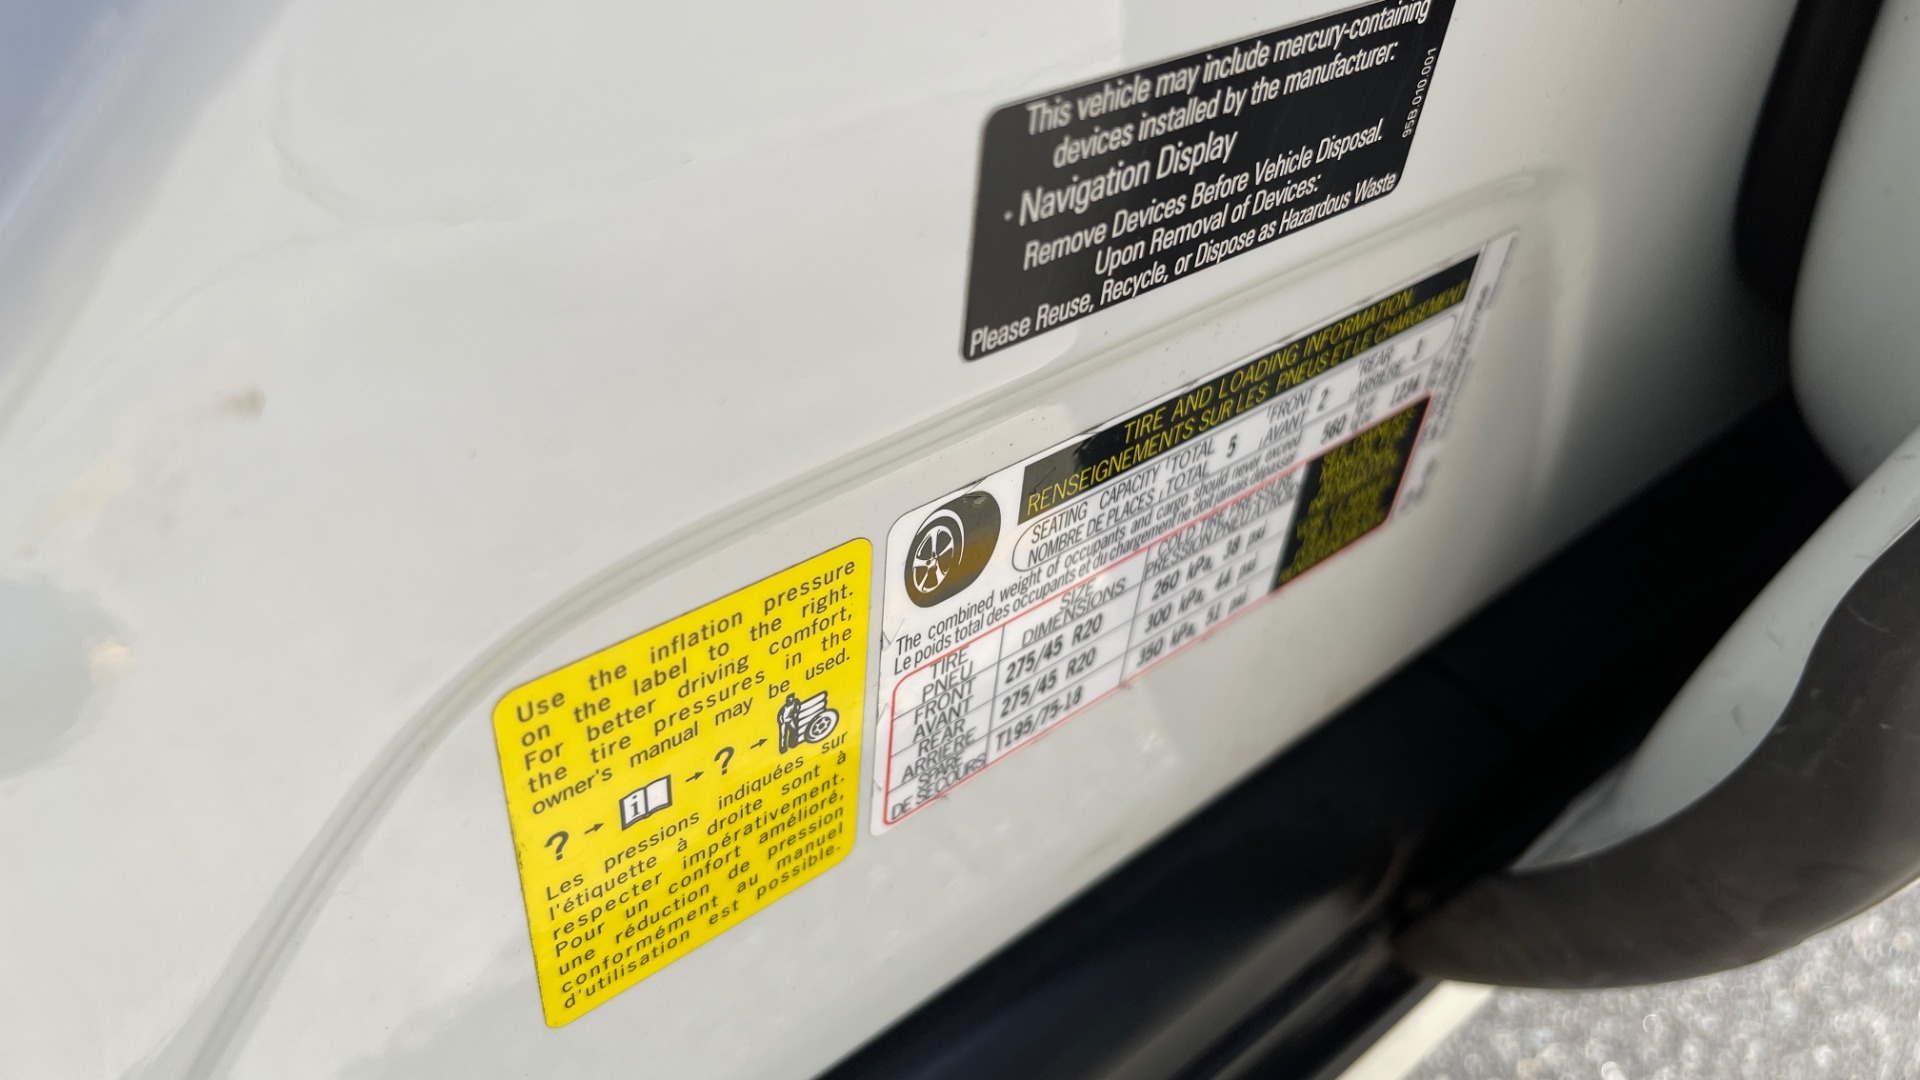 This vehicle may include mercury-containing
devices installed by the manufacturer:
· Navigation Display
Remove Devices Before Vehicle Disposal.
Upon Removal of Devices:
Please Reuse, Recycle, or Dispose as Hazardous Waste
958.010.001
TIRE AND LOADING INFORMATION
RENSEIGNEMENTS SUR LES PNEUS ET LE CHARGEMENT
SEATING CAPACITY TOTAL 5 FRONT 2 REAR 3
NOMBRE DE PLACES TOTAL AVANT ARRIÈRE
The combined weight of occupants and cargo should never exceed 560
Le poids total des occupants et du chargement ne doit jamais dépasser
TIRE SIZE COLD TIRE PRESSURE
PNEU DIMENSIONS PRESSION
FRONT 275/45 R20 260 kPa, 38 psi
AVANT
REAR 275/45 R20 300 kPa, 44 psi
ARRIÈRE
SPARE T195/75-18 350 kPa, 51 psi
DE SECOURS
Use the inflation pressure
on the label to the right.
For better driving comfort,
the tire pressures in the
owner's manual may be used.
? → i → ? →
Les pressions indiquées sur
l'étiquette à droite sont à
respecter impérativement.
Pour un confort amélioré,
une réduction de pression
conformément au manuel
d'utilisation est possible.